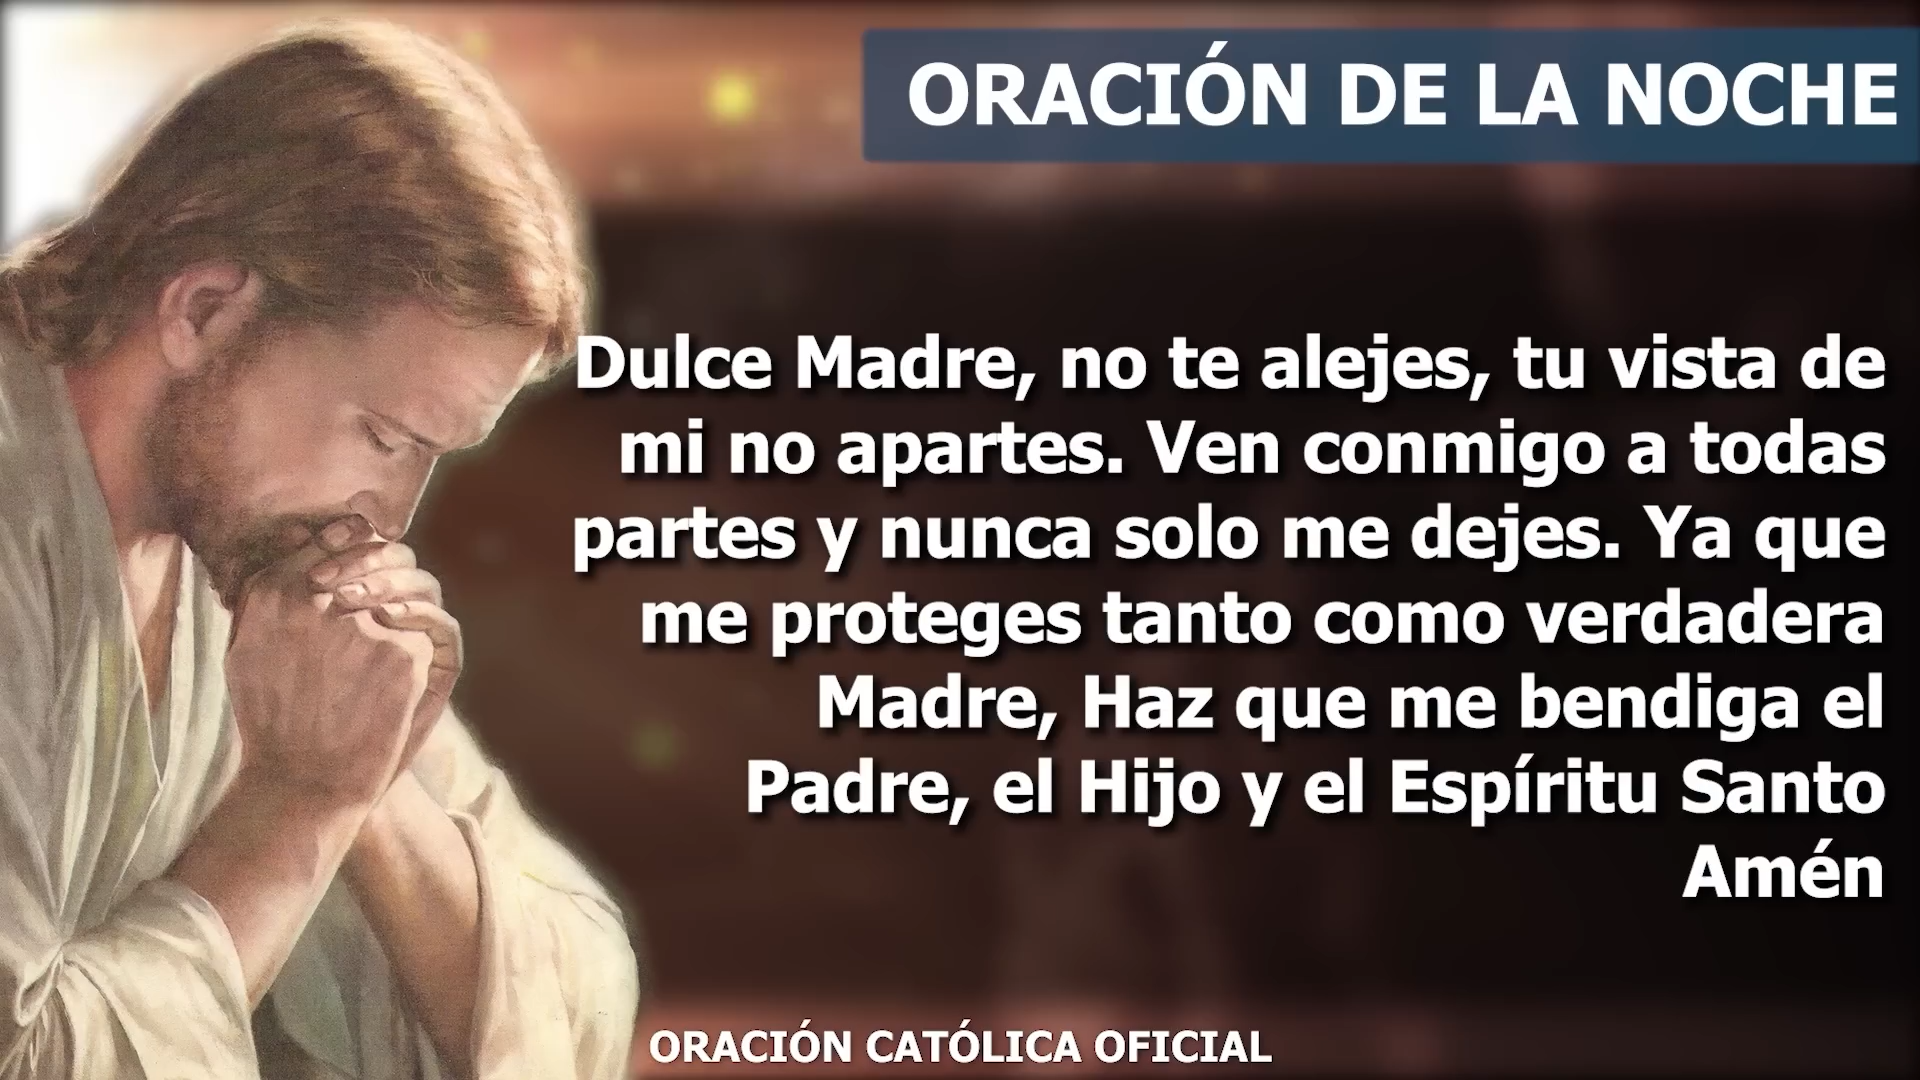 ORACIÓN DE LA NOCHE
Dulce Madre, no te alejes, tu vista de
mi no apartes. Ven conmigo a todas
partes y nunca solo me dejes. Ya que
me proteges tanto como verdadera
Madre, Haz que me bendiga el
Padre, el Hijo y el Espíritu Santo
Amén
ORACIÓN CATÓLICA OFICIAL